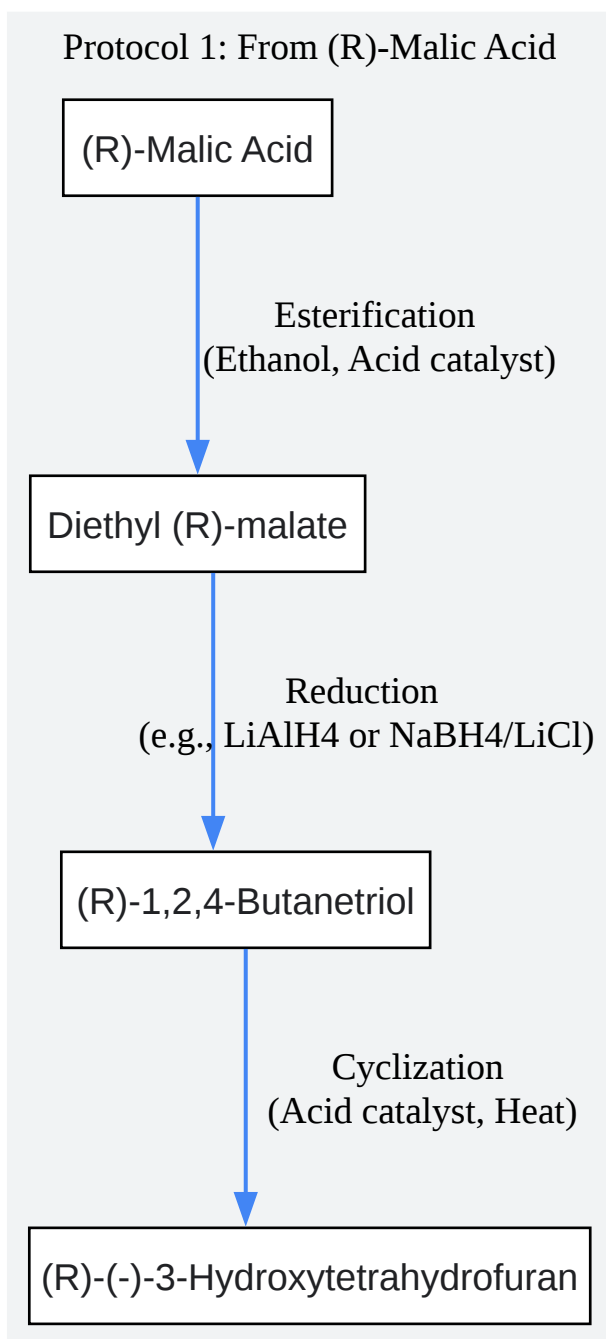 Protocol 1: From (R)-Malic Acid
(R)-Malic Acid
Esterification
(Ethanol, Acid catalyst)
Diethyl (R)-malate
Reduction
(e.g., LiAlH4 or NaBH4/LiCl)
(R)-1,2,4-Butanetriol
Cyclization
(Acid catalyst, Heat)
(R)-(-)-3-Hydroxytetrahydrofuran